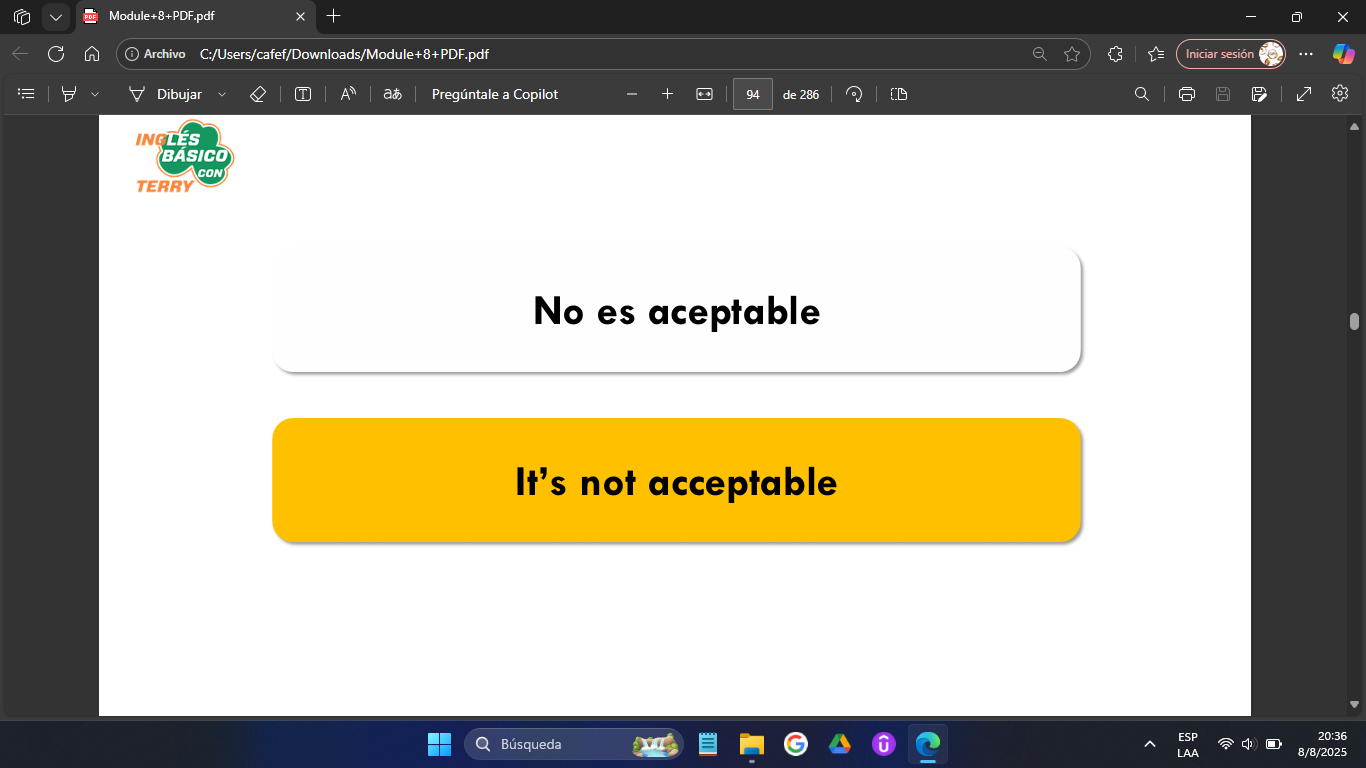 Module+8+PDF.pdf
Archivo C:/Users/cafef/Downloads/Module+8+PDF.pdf
Iniciar sesión
Dibujar
Pregúntale a Copilot
94 de 286
INGLÉS
BÁSICO
CON
TERRY
No es aceptable
It’s not acceptable
Búsqueda
ESP
LAA
20:36
8/8/2025